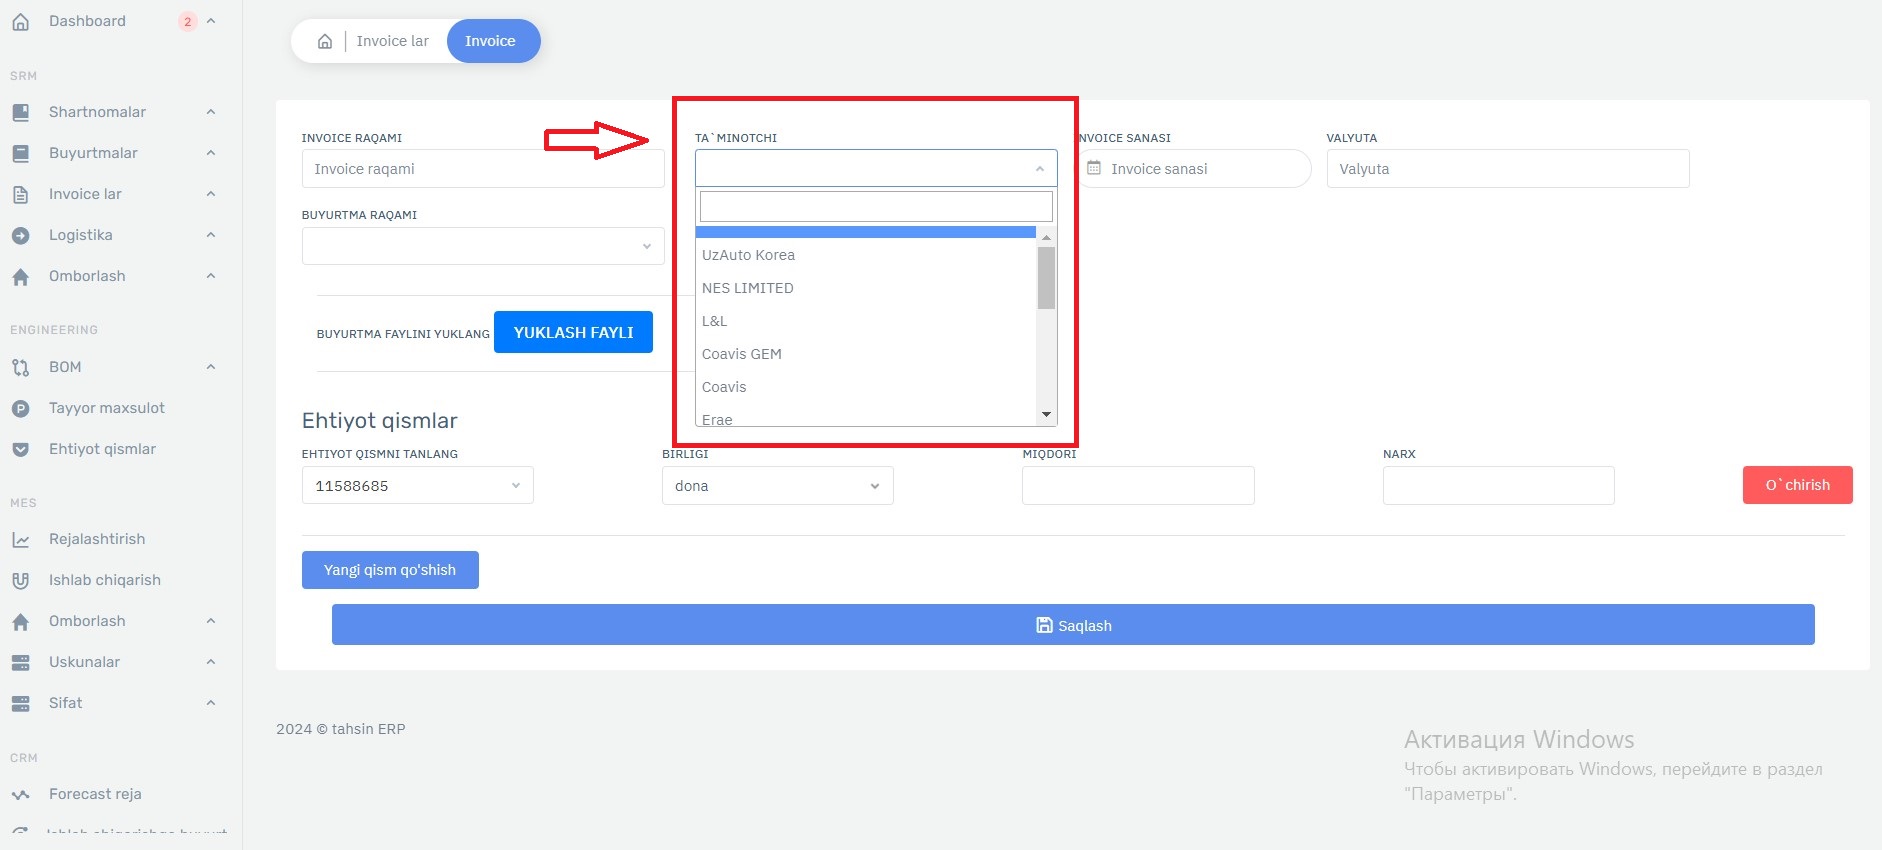 Dashboard 2
SRM
Shartnomalar
Buyurtmalar
Invoice lar
Logistika
Omborlash
ENGINEERING
BOM
Tayyor maxsulot
Ehtiyot qismlar
MES
Rejalashtirish
Ishlab chiqarish
Omborlash
Uskunalar
Sifat
CRM
Forecast reja
Invoice lar Invoice
INVOICE RAQAMI
Invoice raqami
TA`MINOTCHI
UzAuto Korea
NES LIMITED
L&L
Coavis GEM
Coavis
Erae
NVOICE SANASI
Invoice sanasi
VALYUTA
Valyuta
BUYURTMA RAQAMI
BUYURTMA FAYLINI YUKLANG YUKLASH FAYLI
Ehtiyot qismlar
EHTIYOT QISMNI TANLANG BIRLIGI MIQDORI NARX
11588685 dona O`chirish
Yangi qism qo'shish
Saqlash
2024 © tahsin ERP
Активация Windows
Чтобы активировать Windows, перейдите в раздел
"Параметры".